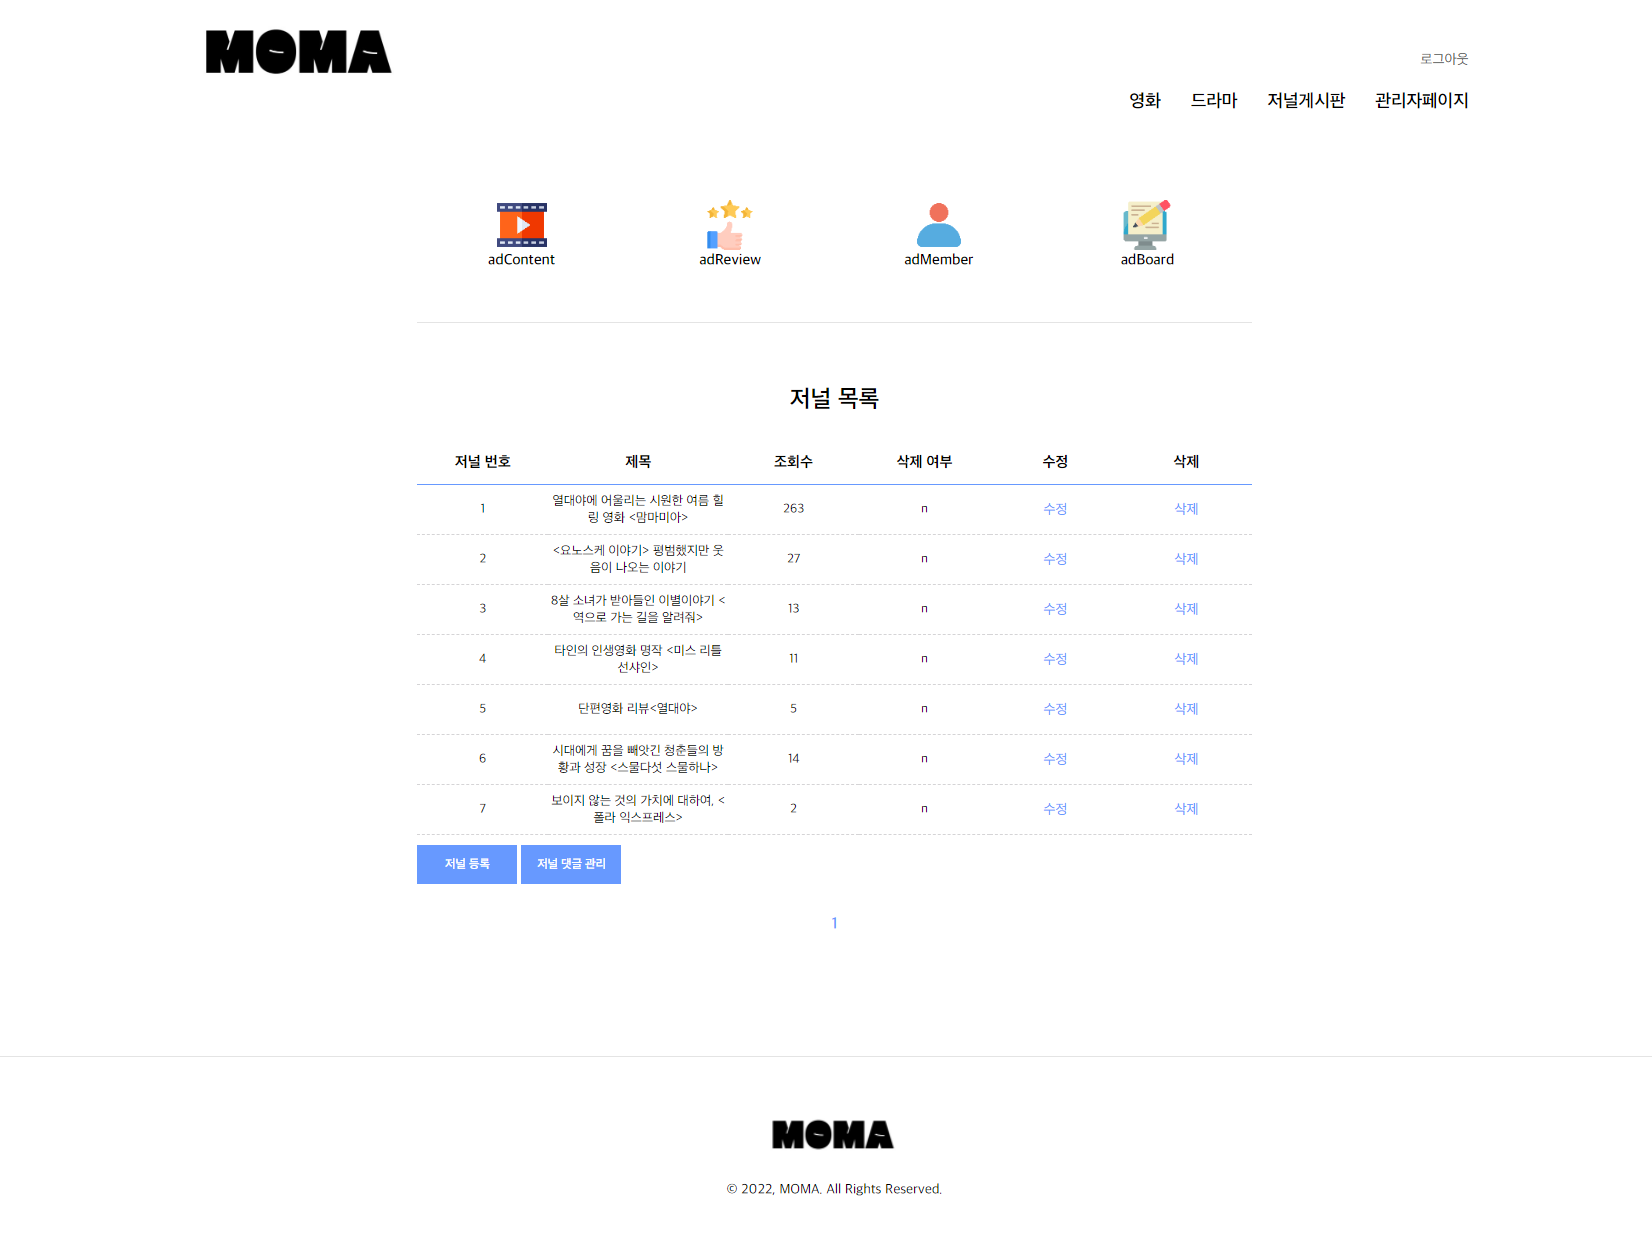 MOMA
로그아웃
영화 드라마 저널게시판 관리자페이지
adContent adReview adMember adBoard
저널 목록
저널 번호 제목 조회수 삭제 여부 수정 삭제
1 열대야에 어울리는 시원한 여름 힐 263 n 수정 삭제
링 영화 <맘마미아>
2 <요노스케 이야기> 평범했지만 웃 27 n 수정 삭제
음이 나오는 이야기
3 8살 소녀가 받아들인 이별이야기 < 13 n 수정 삭제
역으로 가는 길을 알려줘>
4 타인의 인생영화 명작 <미스 리틀 11 n 수정 삭제
선샤인>
5 단편영화 리뷰<열대야> 5 n 수정 삭제
6 시대에게 꿈을 빼앗긴 청춘들의 방 14 n 수정 삭제
황과 성장 <스물다섯 스물하나>
7 보이지 않는 것의 가치에 대하여, < 2 n 수정 삭제
폴라 익스프레스>
저널 등록 저널 댓글 관리
1
MOMA
© 2022, MOMA. All Rights Reserved.